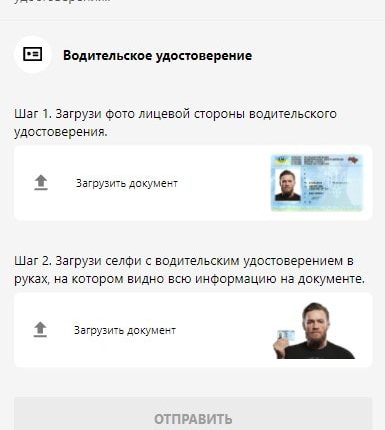 Водительское удостоверение
Шаг 1. Загрузи фото лицевой стороны водительского
удостоверения.
Загрузить документ
Шаг 2. Загрузи селфи с водительским удостоверением в
руках, на котором видно всю информацию на документе.
Загрузить документ
ОТПРАВИТЬ